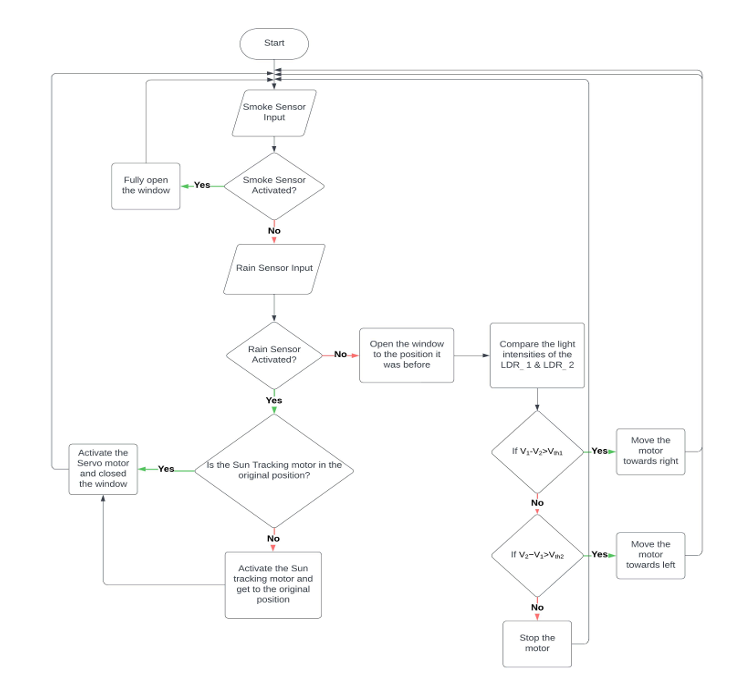 Start
Smoke Sensor
Input
Smoke Sensor
Activated?
Yes
Fully open
the window
No
Rain Sensor Input
Rain Sensor
Activated?
No
Open the window
to the position it
was before
Compare the light
intensities of the
LDR_ 1 & LDR_ 2
Yes
Is the Sun Tracking motor in the
original position?
Yes
Activate the
Servo motor
and closed
the window
No
Activate the Sun
tracking motor and
get to the original
position
If V₁-V₂>Vth1
Yes
Move the
motor
towards right
No
If V₂−V₁>Vth2
Yes
Move the
motor
towards left
No
Stop the
motor